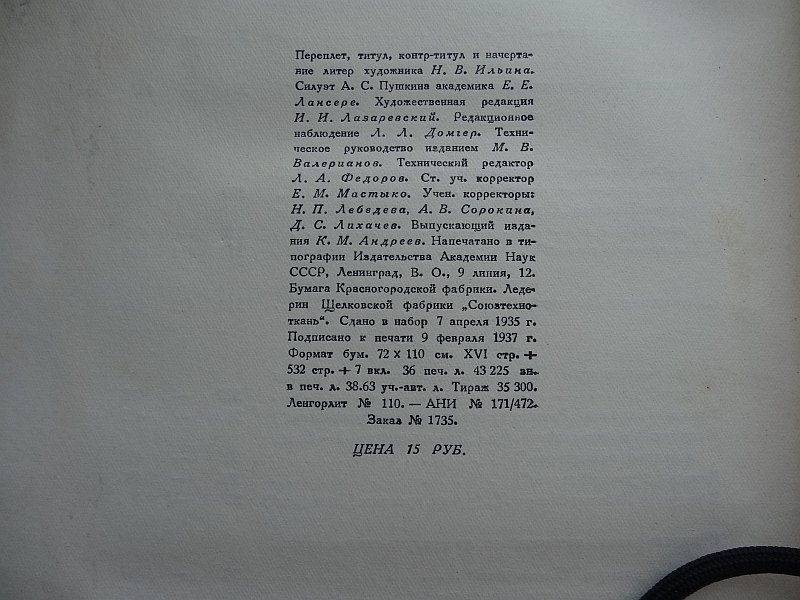 Переплет, титул, контр-титул и начерта-
ние литер художника Н. В. Ильина.
Силуэт А. С. Пушкина академика Е. Е.
Лансере. Художественная редакция
И. И. Лазаревский. Редакционное
наблюдение Л. Л. Домгер. Техни-
ческое руководство изданием М. В.
Валерианов. Технический редактор
Л. А. Федоров. Ст. уч. корректор
Е. М. Мастыко. Учен. корректоры:
Н. П. Лебедева, А. В. Сорокина,
Д. С. Лихачев. Выпускающий изда-
ния К. М. Андреев. Напечатано в ти-
пографии Издательства Академии Наук
СССР, Ленинград, В. О., 9 линия, 12.
Бумага Красногородской фабрики. Леде-
рин Щелковской фабрики „Союзтехно-
ткань“. Сдано в набор 7 апреля 1935 г.
Подписано к печати 9 февраля 1937 г.
Формат бум. 72 × 110 см. XVI стр. +
532 стр. + 7 вкл. 36 печ. л. 43 225 зн.
в печ. л. 38.63 уч.-авт. л. Тираж 35 300.
Ленгорлит № 110. — АНИ № 171/472.
Заказ № 1735.
ЦЕНА 15 РУБ.